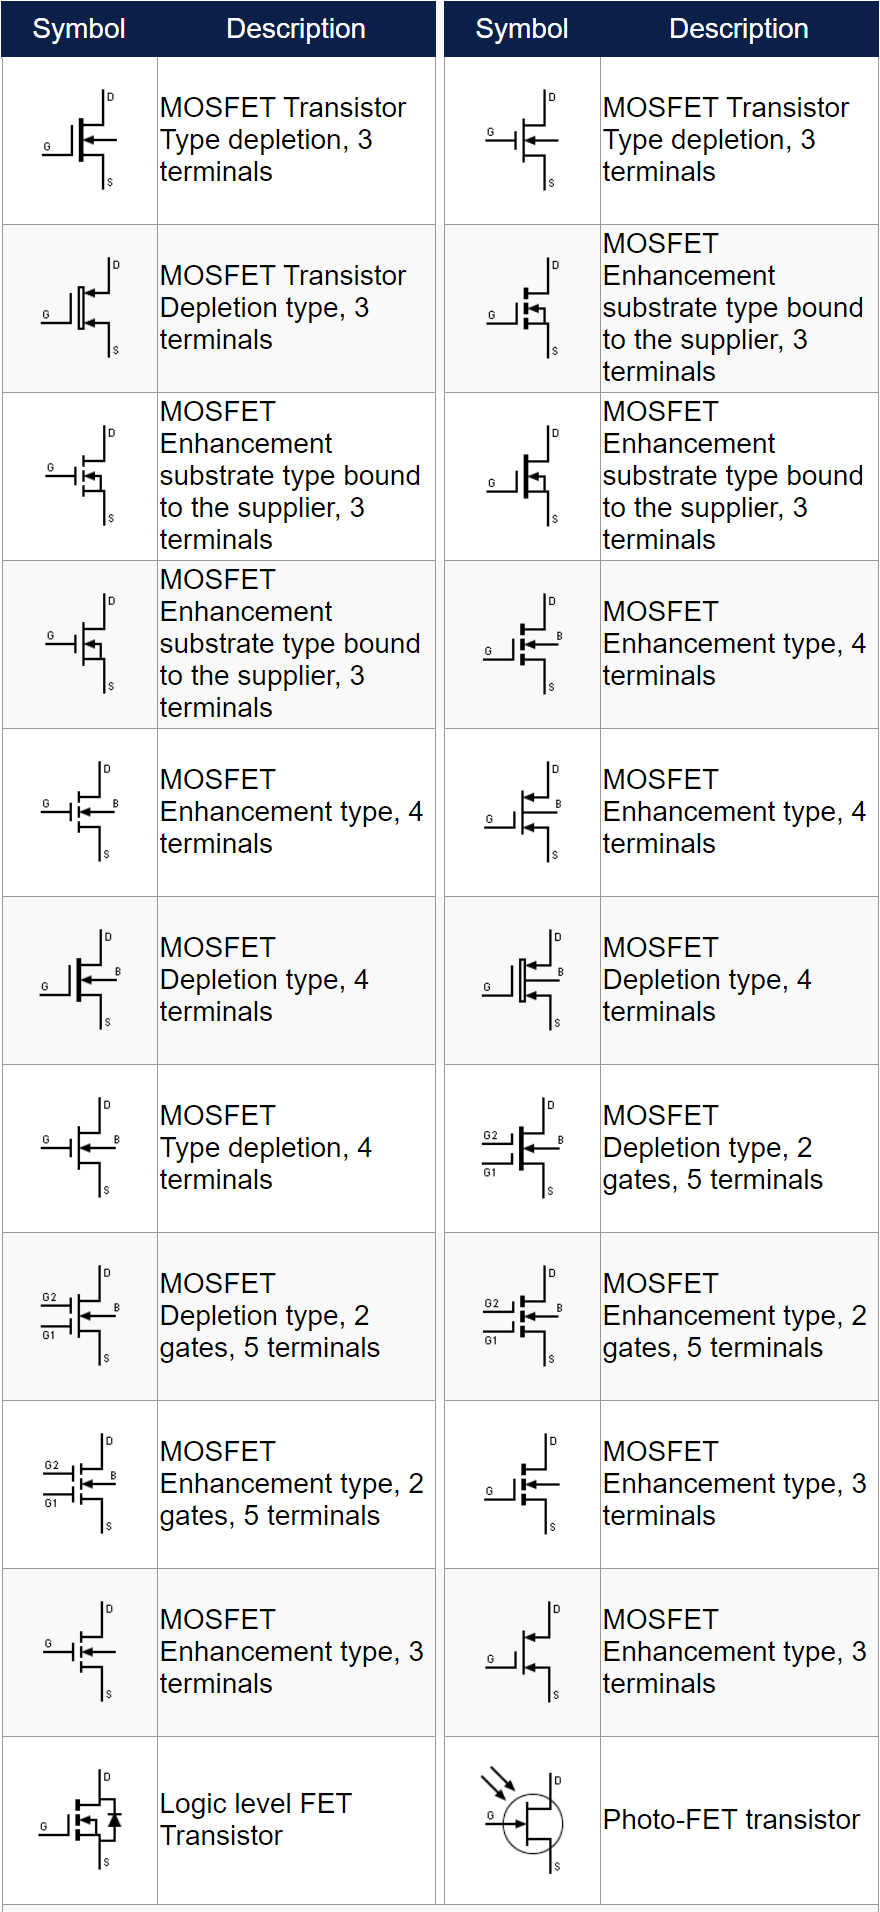 Symbol Description Symbol Description
D
G
S
MOSFET Transistor
Type depletion, 3
terminals
D
G
S
MOSFET Transistor
Type depletion, 3
terminals
D
G
S
MOSFET Transistor
Depletion type, 3
terminals
D
G
S
MOSFET
Enhancement
substrate type bound
to the supplier, 3
terminals
D
G
S
MOSFET
Enhancement
substrate type bound
to the supplier, 3
terminals
D
G
S
MOSFET
Enhancement
substrate type bound
to the supplier, 3
terminals
D
G
S
MOSFET
Enhancement
substrate type bound
to the supplier, 3
terminals
D
B
G
S
MOSFET
Enhancement type, 4
terminals
D
G B
S
MOSFET
Enhancement type, 4
terminals
D
B
G
S
MOSFET
Enhancement type, 4
terminals
D
B
G
S
MOSFET
Depletion type, 4
terminals
D
B
G
S
MOSFET
Depletion type, 4
terminals
D
G B
S
MOSFET
Type depletion, 4
terminals
D
G2 B
G1
S
MOSFET
Depletion type, 2
gates, 5 terminals
D
G2 B
G1
S
MOSFET
Depletion type, 2
gates, 5 terminals
D
G2 B
G1
S
MOSFET
Enhancement type, 2
gates, 5 terminals
D
G2 B
G1
S
MOSFET
Enhancement type, 2
gates, 5 terminals
D
G
S
MOSFET
Enhancement type, 3
terminals
D
G
S
MOSFET
Enhancement type, 3
terminals
D
G
S
MOSFET
Enhancement type, 3
terminals
D
G
S
Logic level FET
Transistor
D
G
S
Photo-FET transistor